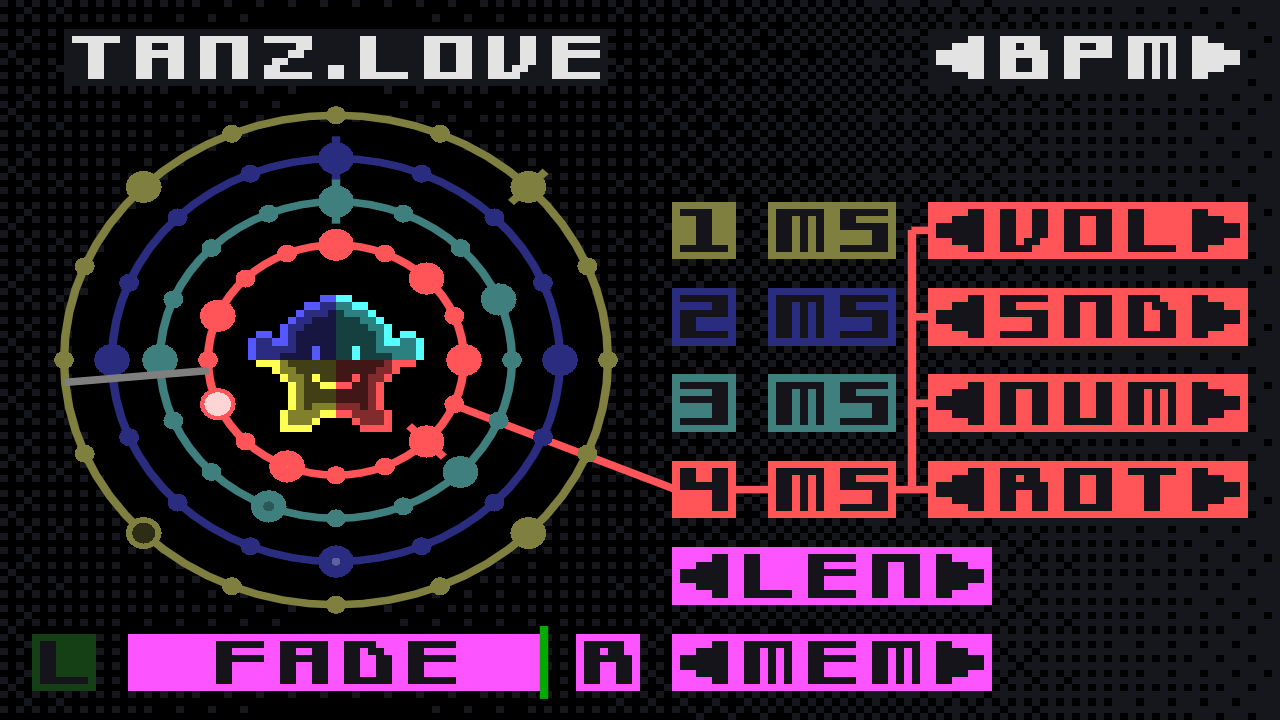 TANZ.LOVE ◀BPM▶
1 MS ◀VOL▶
2 MS ◀SND▶
3 MS ◀NUM▶
4 MS ◀ROT▶
◀LEN▶
L FADE R ◀MEM▶